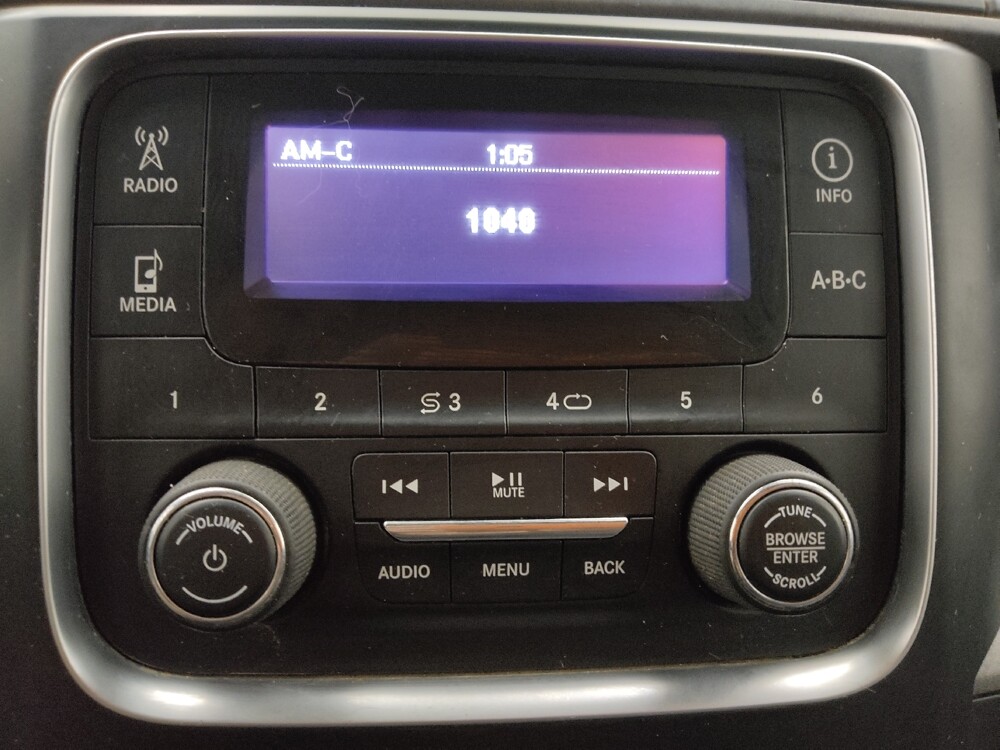 AM-C 1:05
1040
RADIO
MEDIA
i
INFO
A•B•C
1 2 3 4 5 6
MUTE
VOLUME
AUDIO MENU BACK
TUNE
BROWSE
ENTER
SCROLL